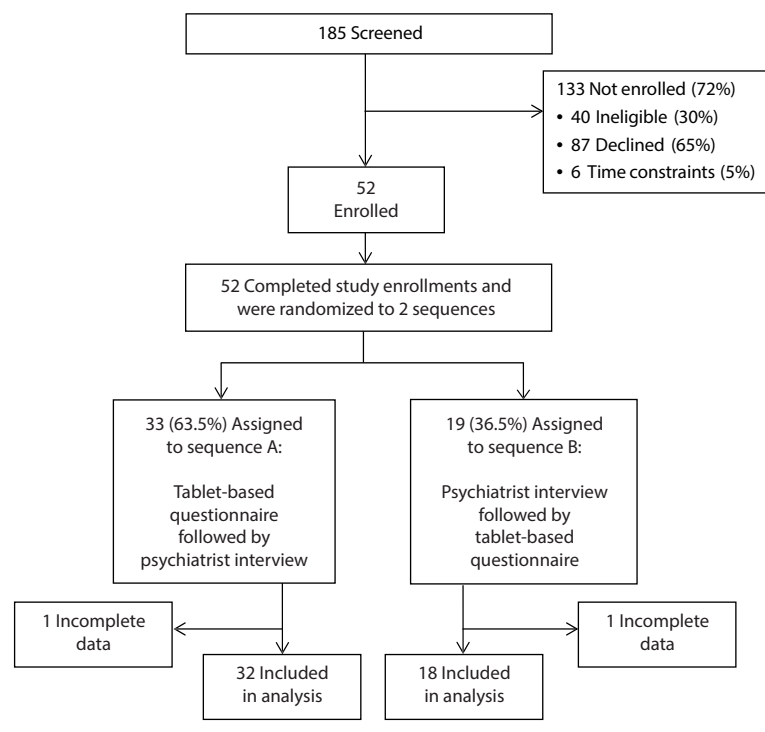 185 Screened
133 Not enrolled (72%)
• 40 Ineligible (30%)
• 87 Declined (65%)
• 6 Time constraints (5%)
52
Enrolled
52 Completed study enrollments and
were randomized to 2 sequences
33 (63.5%) Assigned
to sequence A:
Tablet-based
questionnaire
followed by
psychiatrist interview
19 (36.5%) Assigned
to sequence B:
Psychiatrist interview
followed by
tablet-based
questionnaire
1 Incomplete
data
32 Included
in analysis
18 Included
in analysis
1 Incomplete
data